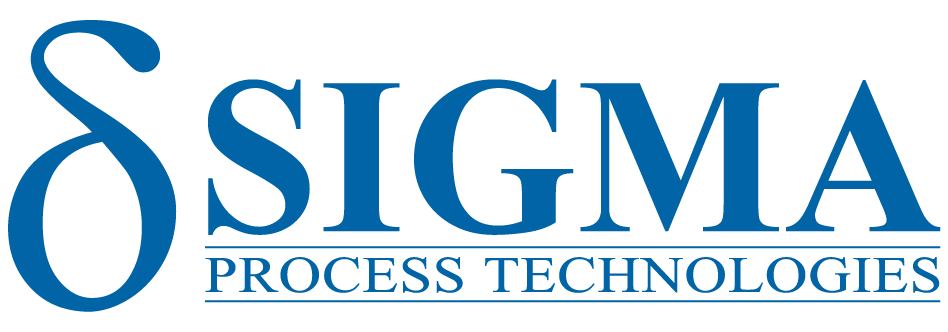 δ SIGMA
PROCESS TECHNOLOGIES